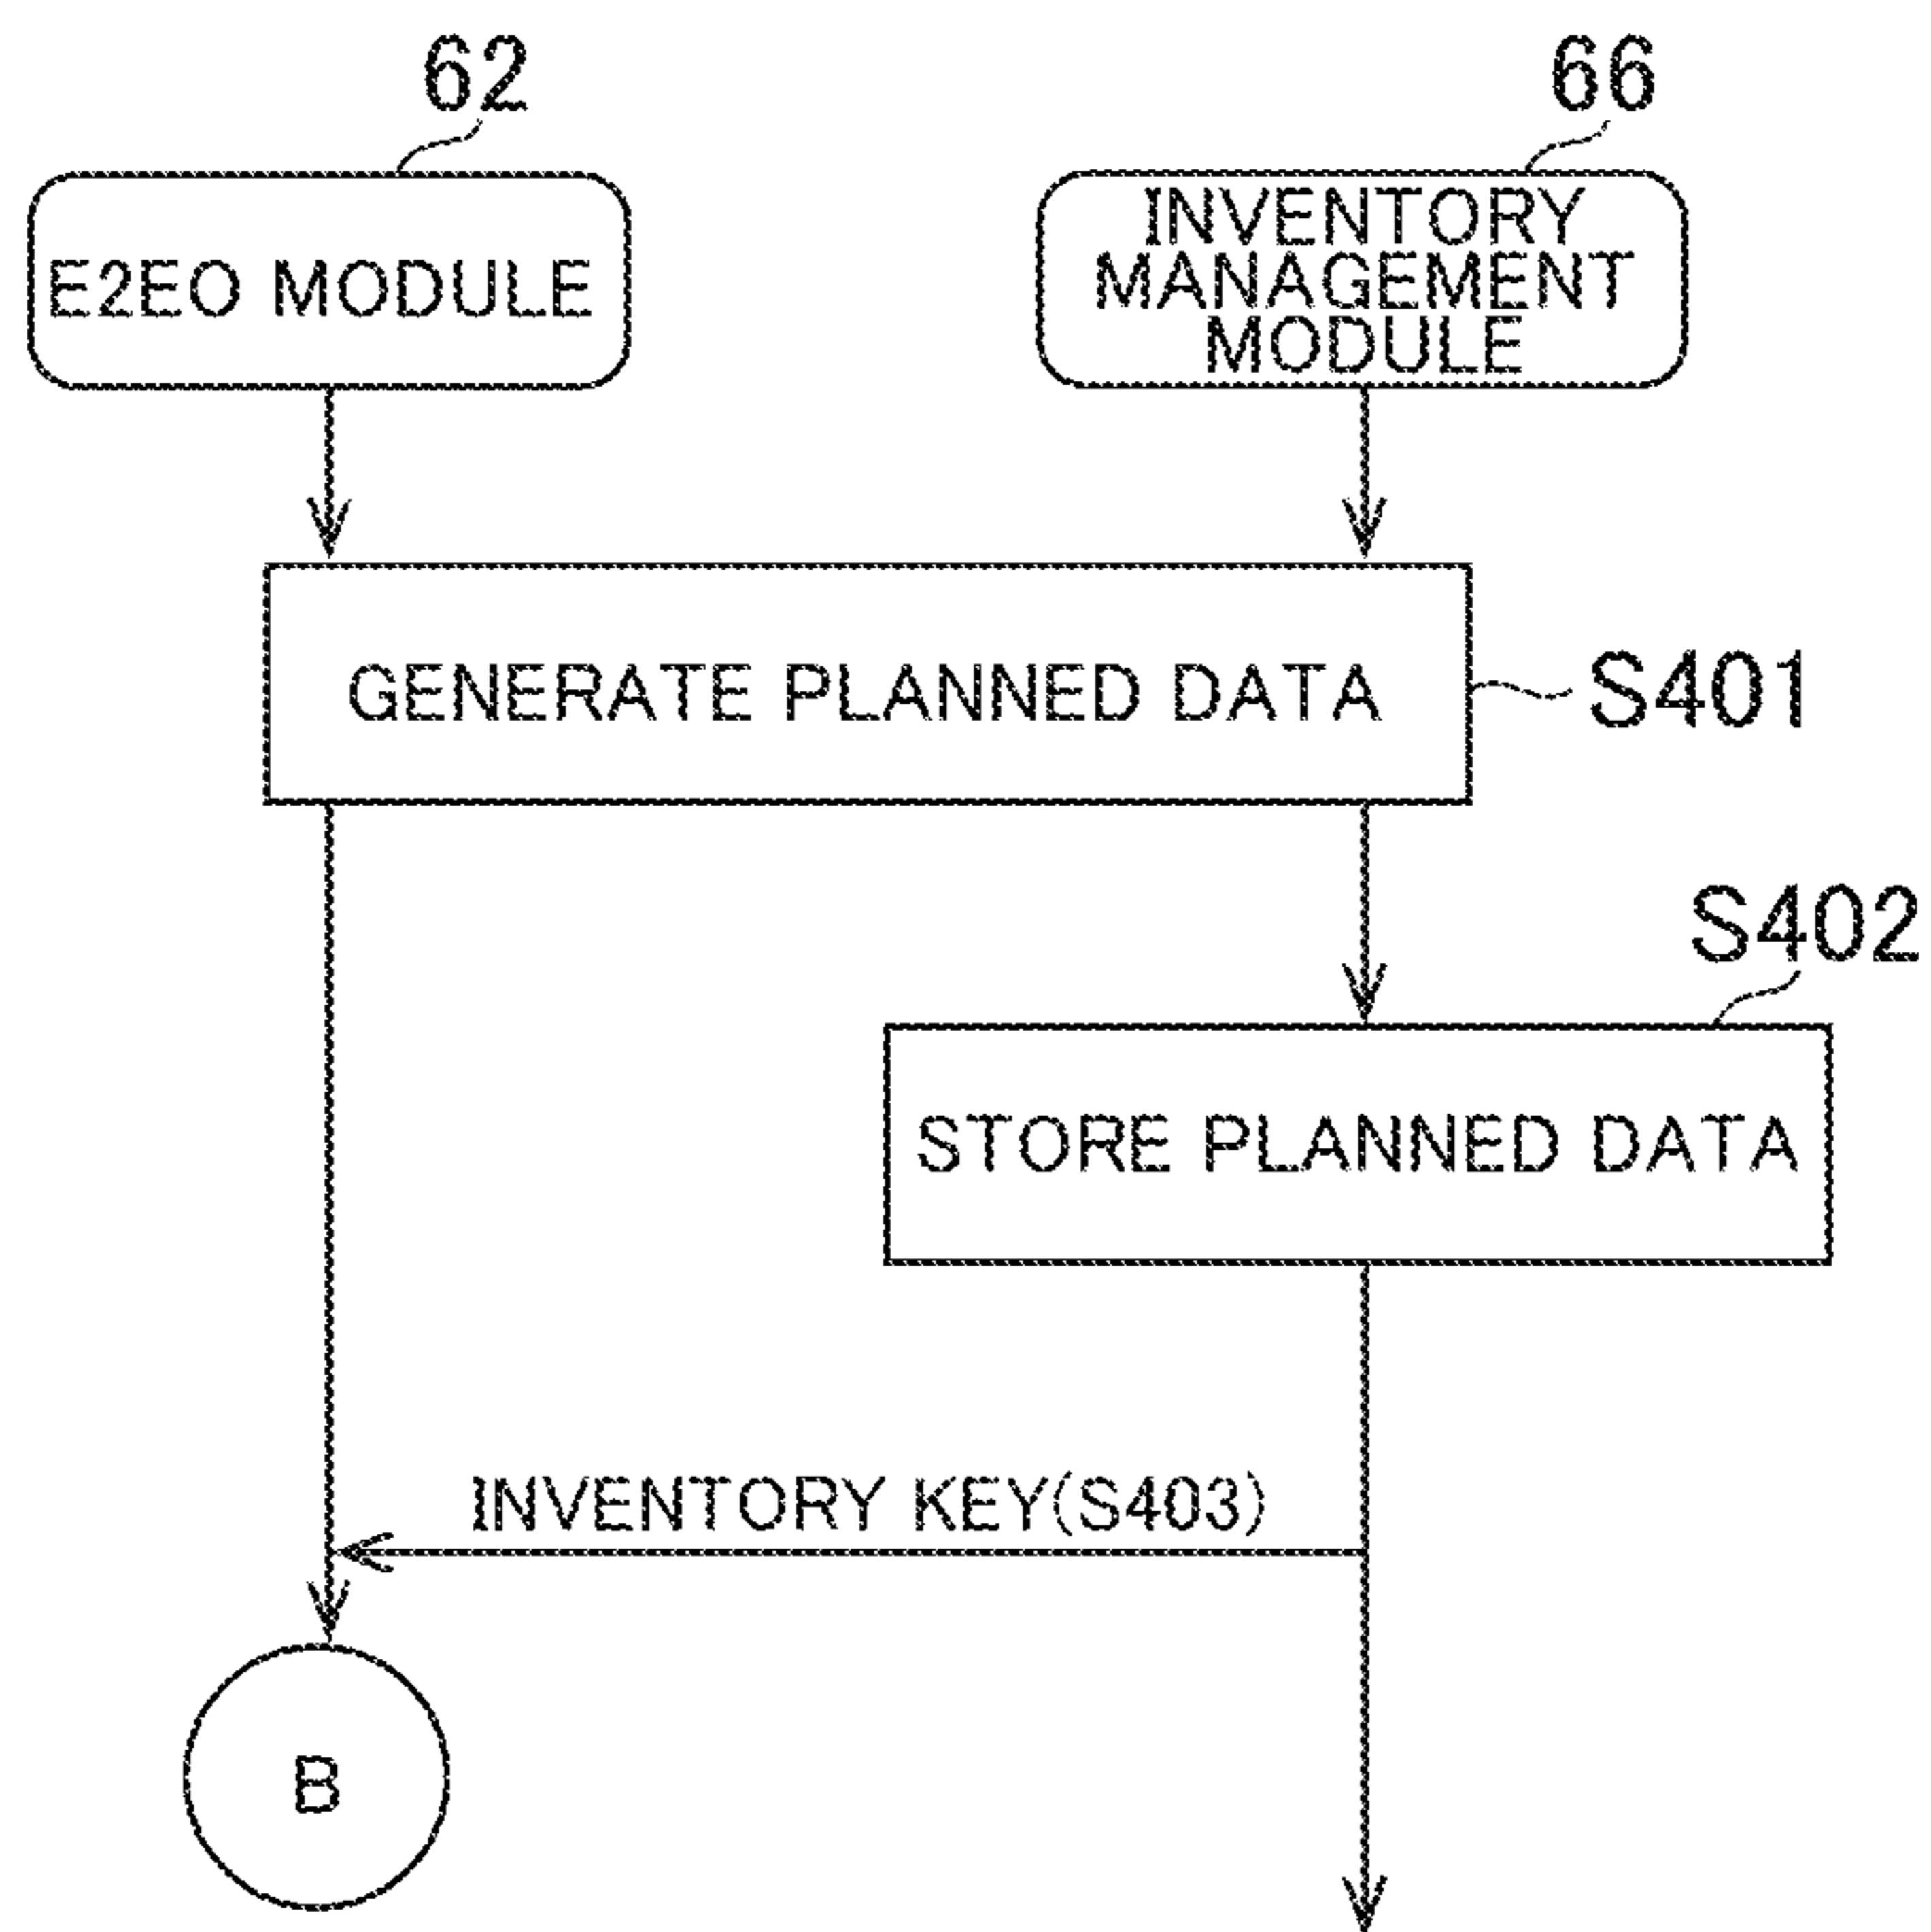 62
66
E2EO MODULE
INVENTORY
MANAGEMENT
MODULE
GENERATE PLANNED DATA
S401
S402
STORE PLANNED DATA
INVENTORY KEY(S403)
B